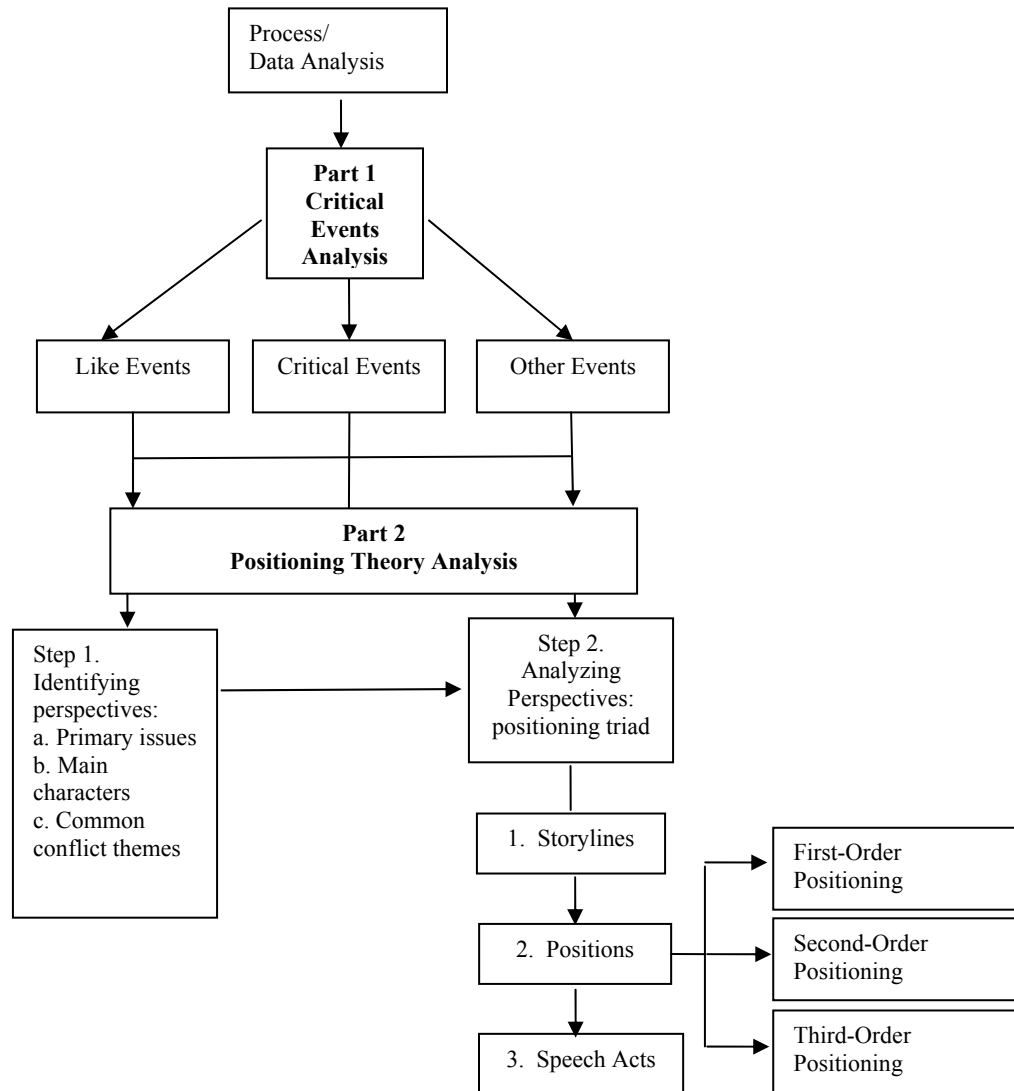 Process/
Data Analysis
Part 1
Critical
Events
Analysis
Like Events
Critical Events
Other Events
Part 2
Positioning Theory Analysis
Step 1.
Identifying
perspectives:
a. Primary issues
b. Main
characters
c. Common
conflict themes
Step 2.
Analyzing
Perspectives:
positioning triad
1. Storylines
2. Positions
3. Speech Acts
First-Order
Positioning
Second-Order
Positioning
Third-Order
Positioning